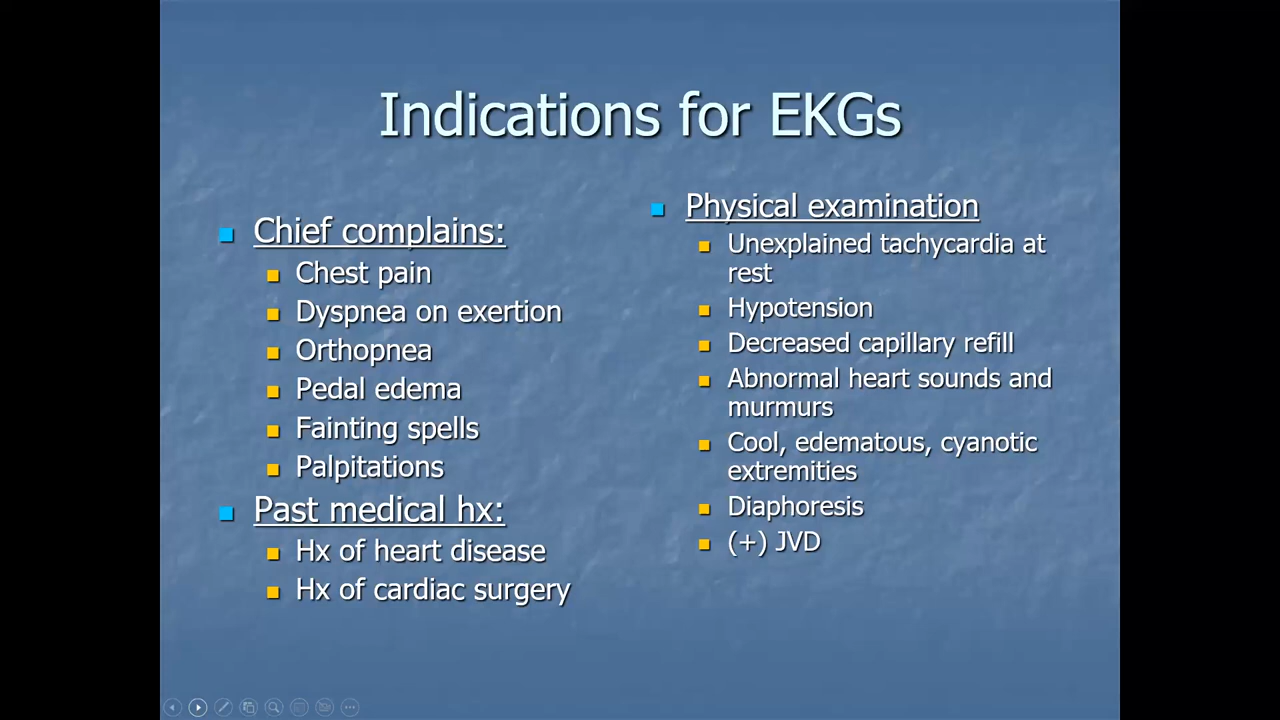 Indications for EKGs
Chief complains:
Chest pain
Dyspnea on exertion
Orthopnea
Pedal edema
Fainting spells
Palpitations
Past medical hx:
Hx of heart disease
Hx of cardiac surgery
Physical examination
Unexplained tachycardia at
rest
Hypotension
Decreased capillary refill
Abnormal heart sounds and
murmurs
Cool, edematous, cyanotic
extremities
Diaphoresis
(+) JVD